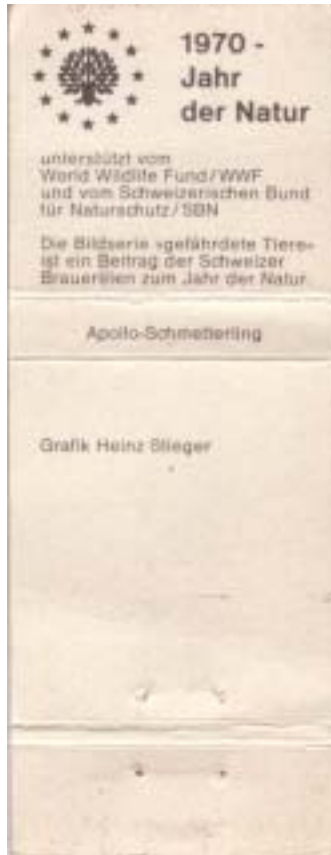 1970 -
Jahr
der Natur
unterstützt vom
World Wildlife Fund/WWF
und vom Schweizerischen Bund
für Naturschutz/SBN
Die Bildserie «gefährdete Tiere»
ist ein Beitrag der Schweizer
Brauereien zum Jahr der Natur
Apollo-Schmetterling
Grafik Heinz Stieger